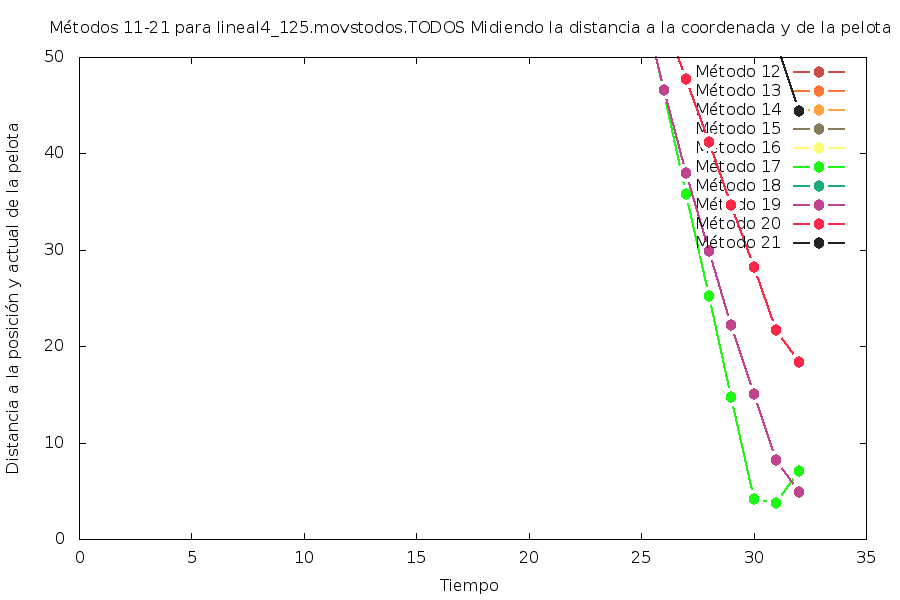 Métodos 11-21 para lineal4_125.movstodos.TODOS Midiendo la distancia a la coordenada y de la pelota
Distancia a la posición y actual de la pelota
50
40
30
20
10
0
0 5 10 15 20 25 30 35
Tiempo
Método 12
Método 13
Método 14
Método 15
Método 16
Método 17
Método 18
Método 19
Método 20
Método 21